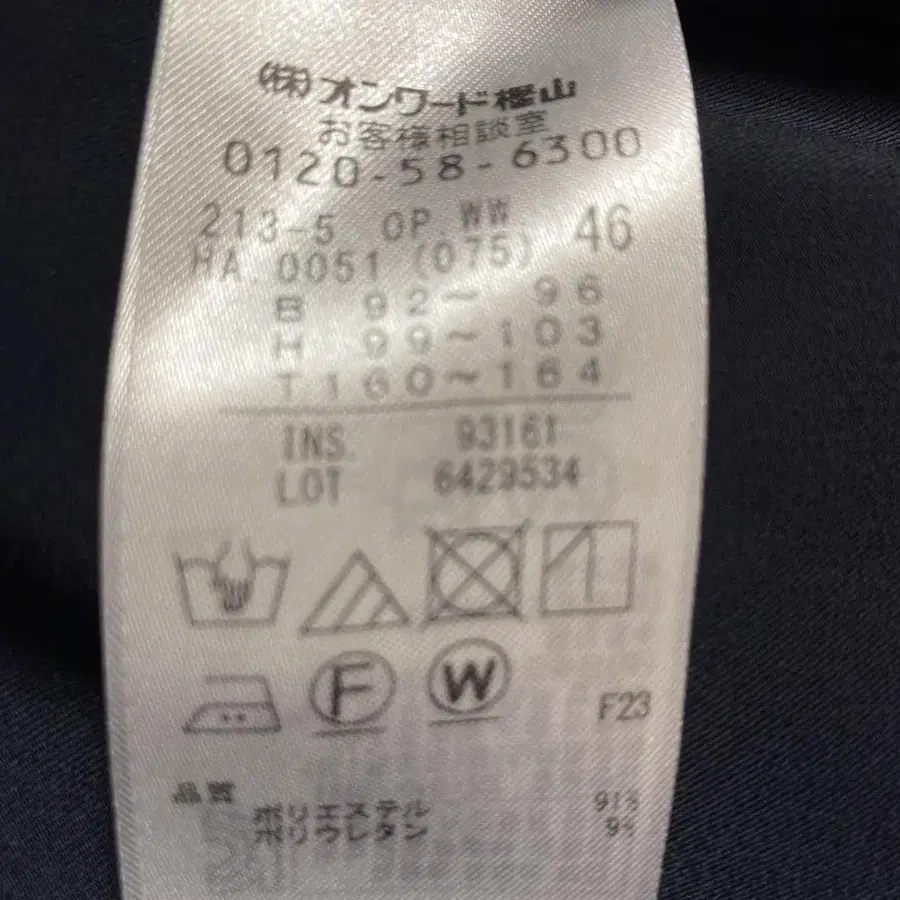 (株)オンワード樫山
お客様相談室
0120-58-6300
213-5 OP WW 46
HA 0051 (075)
B 92〜 96
H 99〜103
T160〜164
INS. 93161
LOT 6429534
F W F23
品質
ポリエステル 91%
ポリウレタン 9%